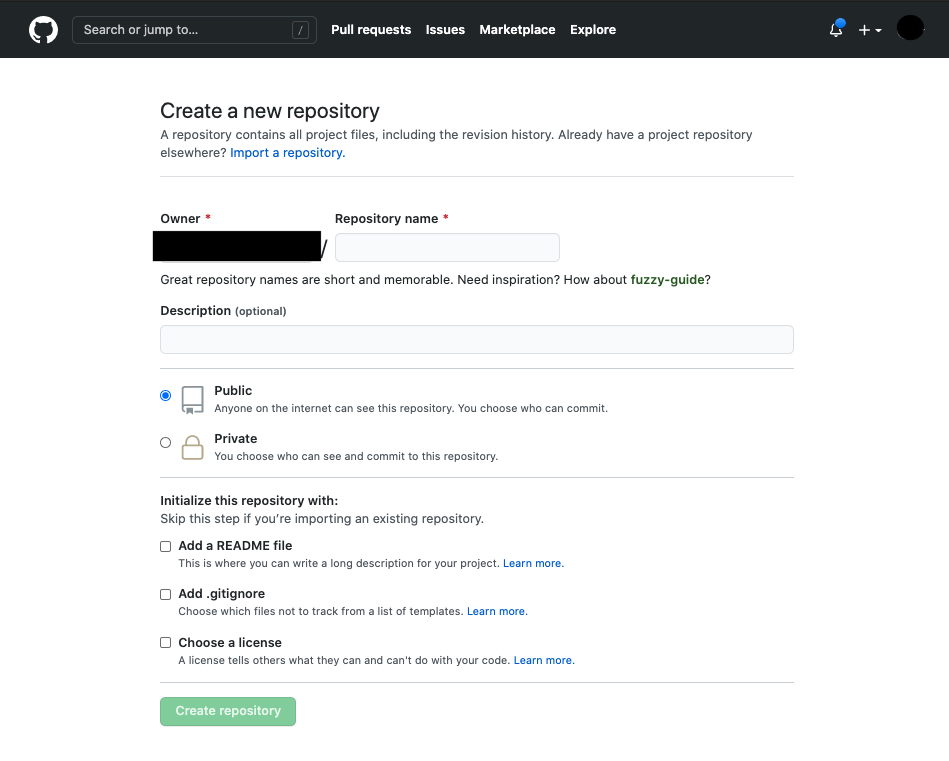 Search or jump to... / Pull requests Issues Marketplace Explore
Create a new repository
A repository contains all project files, including the revision history. Already have a project repository
elsewhere? Import a repository.
Owner * Repository name *
/
Great repository names are short and memorable. Need inspiration? How about fuzzy-guide?
Description (optional)
Public
Anyone on the internet can see this repository. You choose who can commit.
Private
You choose who can see and commit to this repository.
Initialize this repository with:
Skip this step if you’re importing an existing repository.
Add a README file
This is where you can write a long description for your project. Learn more.
Add .gitignore
Choose which files not to track from a list of templates. Learn more.
Choose a license
A license tells others what they can and can't do with your code. Learn more.
Create repository